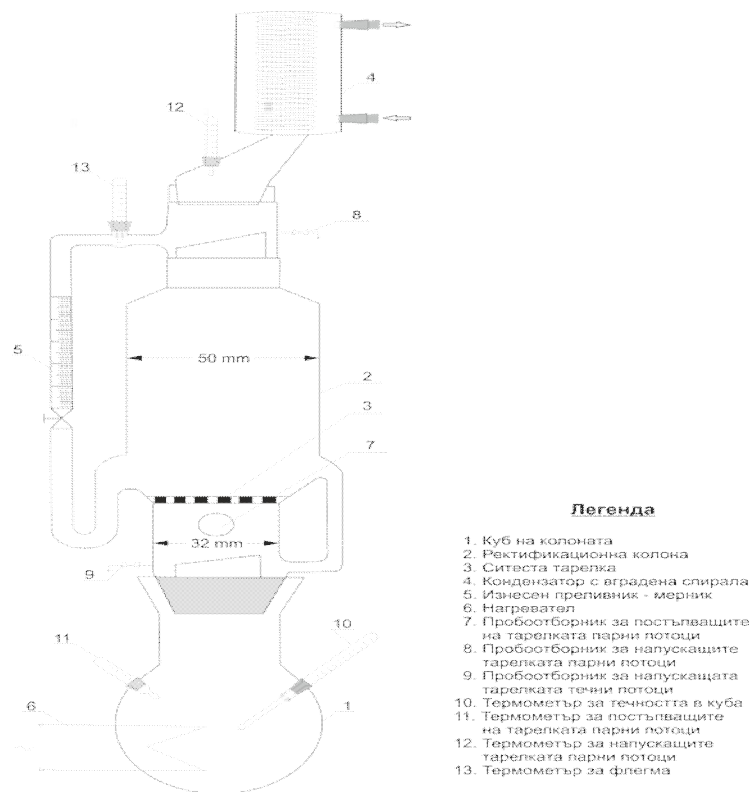 4
12
13
8
5
50 mm
2
3
7
32 mm
9
10
11
6
1
Легенда
1. Куб на колоната
2. Ректификационна колона
3. Ситеста тарелка
4. Кондензатор с вградена спирала
5. Изнесен преливник - мерник
6. Нагревател
7. Пробоотборник за постъпващите
на тарелката парни потоци
8. Пробоотборник за напускащите
тарелката парни потоци
9. Пробоотборник за напускащата
тарелката течни потоци
10. Термометър за течността в куба
11. Термометър за постъпващите
на тарелката парни потоци
12. Термометър за напускащите
тарелката парни потоци
13. Термометър за флегма